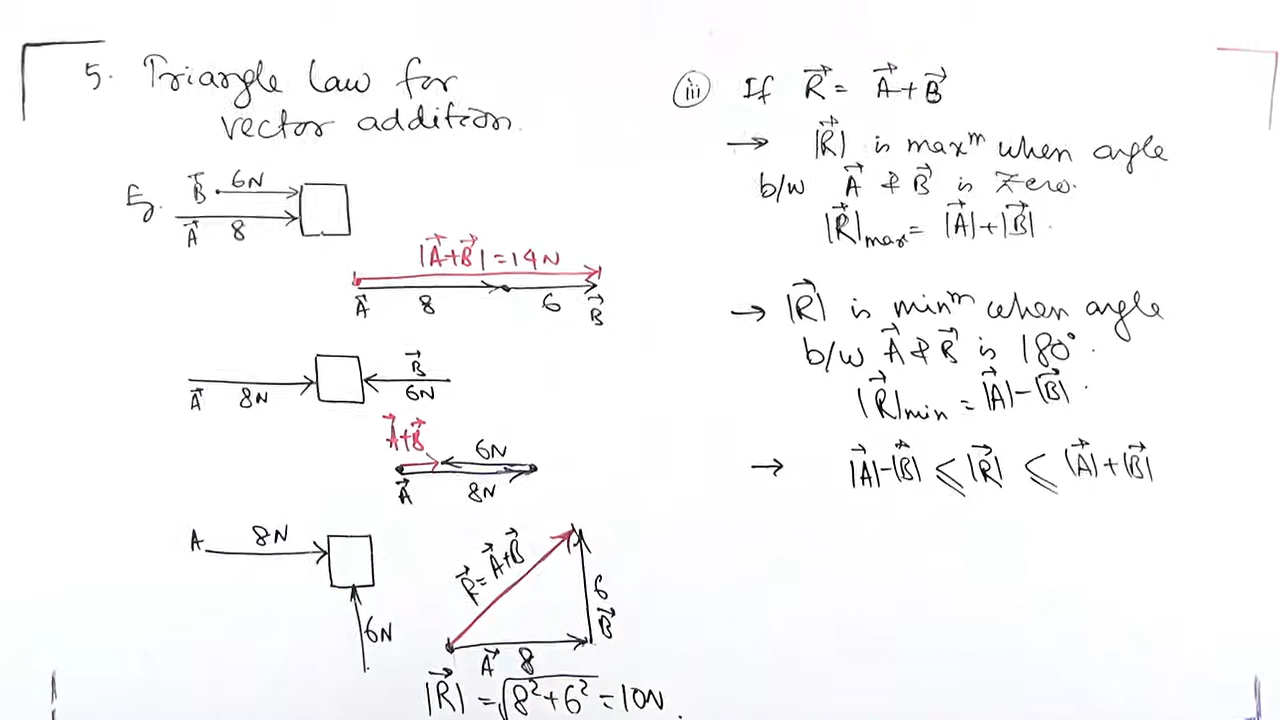 5. Triangle law for
vector addition.
Eg. B⃗ 6N
A⃗ 8
|A⃗+B⃗| = 14N
A⃗ 8 6 B⃗
A⃗ 8N B⃗ 6N
A⃗+B⃗ 6N
A⃗ 8N
A 8N
6N
R⃗ = A⃗+B⃗
6 B⃗
A⃗ 8
|R⃗| = √8²+6² = 10N.
(iii) If R⃗ = A⃗+B⃗
→ |R⃗| is maxᵐ when angle
b/w A⃗ & B⃗ is Zero.
|R⃗|max = |A⃗|+|B⃗|.
→ |R⃗| is minᵐ when angle
b/w A⃗ & B⃗ is 180°.
|R⃗|min = |A⃗|-|B⃗|.
→ |A⃗|-|B⃗| ⩽ |R⃗| ⩽ |A⃗|+|B⃗|